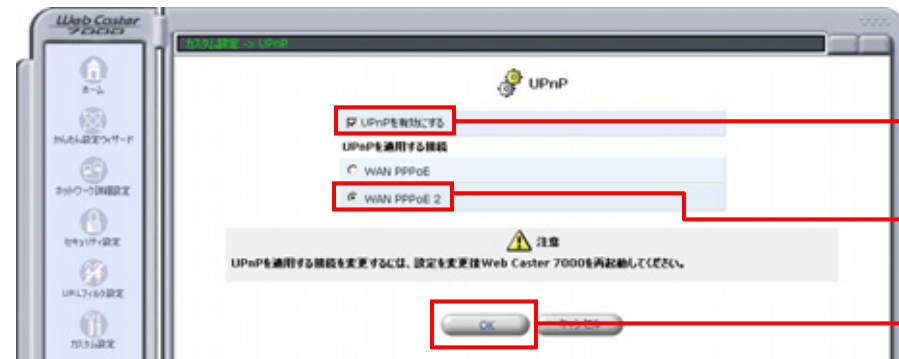 Web Caster
7000
カスタム設定 -> UPnP
ホーム
かんたん設定ウィザード
ネットワーク詳細設定
セキュリティ設定
URLフィルタ設定
カスタム設定
UPnP
UPnPを有効にする
UPnPを適用する接続
WAN PPPoE
WAN PPPoE 2
注意
UPnPを適用する接続を変更するには、設定を変更後Web Caster 7000を再起動してください。
OK
キャンセル